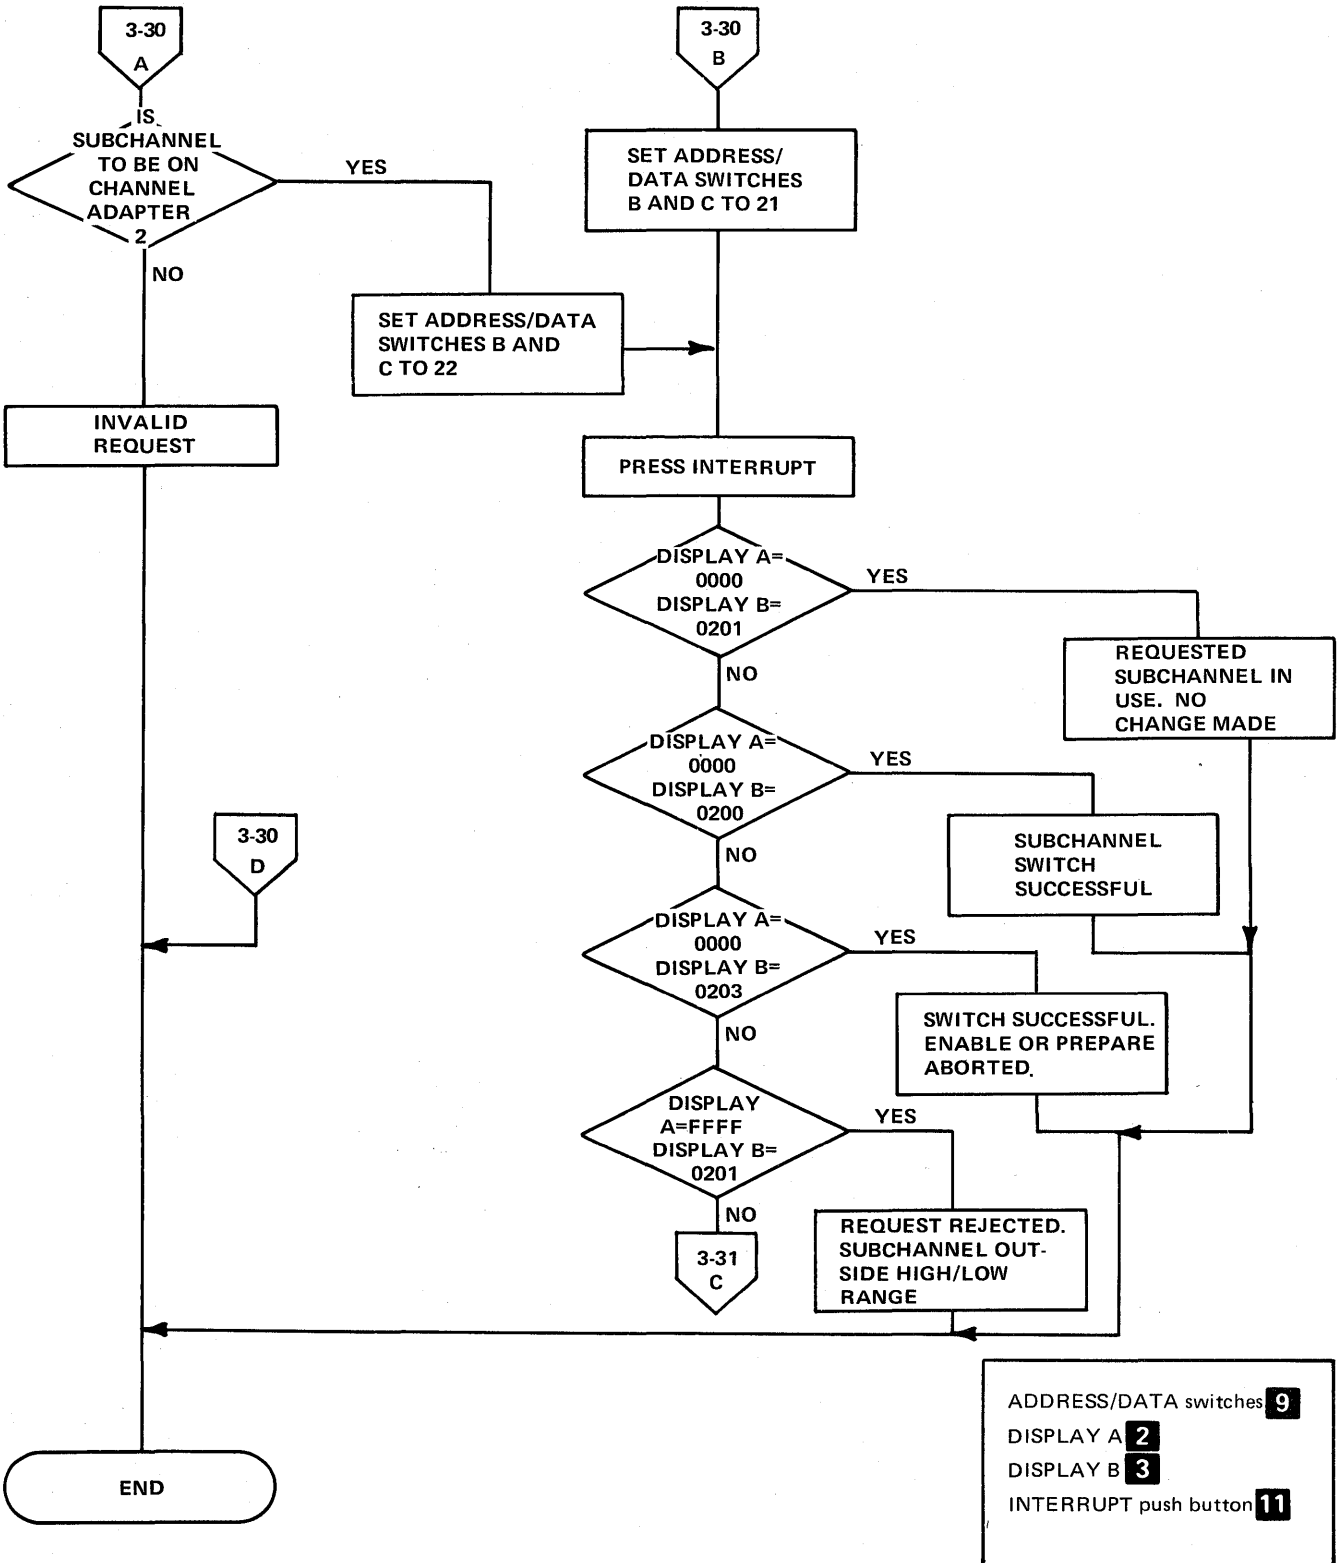 3-30
A
3-30
B
IS
SUBCHANNEL
TO BE ON
CHANNEL
ADAPTER
2
YES
NO
SET ADDRESS/
DATA SWITCHES
B AND C TO 21
SET ADDRESS/DATA
SWITCHES B AND
C TO 22
INVALID
REQUEST
PRESS INTERRUPT
DISPLAY A=
0000
DISPLAY B=
0201
YES
NO
REQUESTED
SUBCHANNEL IN
USE. NO
CHANGE MADE
DISPLAY A=
0000
DISPLAY B=
0200
YES
NO
SUBCHANNEL
SWITCH
SUCCESSFUL
3-30
D
DISPLAY A=
0000
DISPLAY B=
0203
YES
NO
SWITCH SUCCESSFUL.
ENABLE OR PREPARE
ABORTED.
DISPLAY
A=FFFF
DISPLAY B=
0201
YES
NO
REQUEST REJECTED.
SUBCHANNEL OUT-
SIDE HIGH/LOW
RANGE
3-31
C
END
ADDRESS/DATA switches 9
DISPLAY A 2
DISPLAY B 3
INTERRUPT push button 11